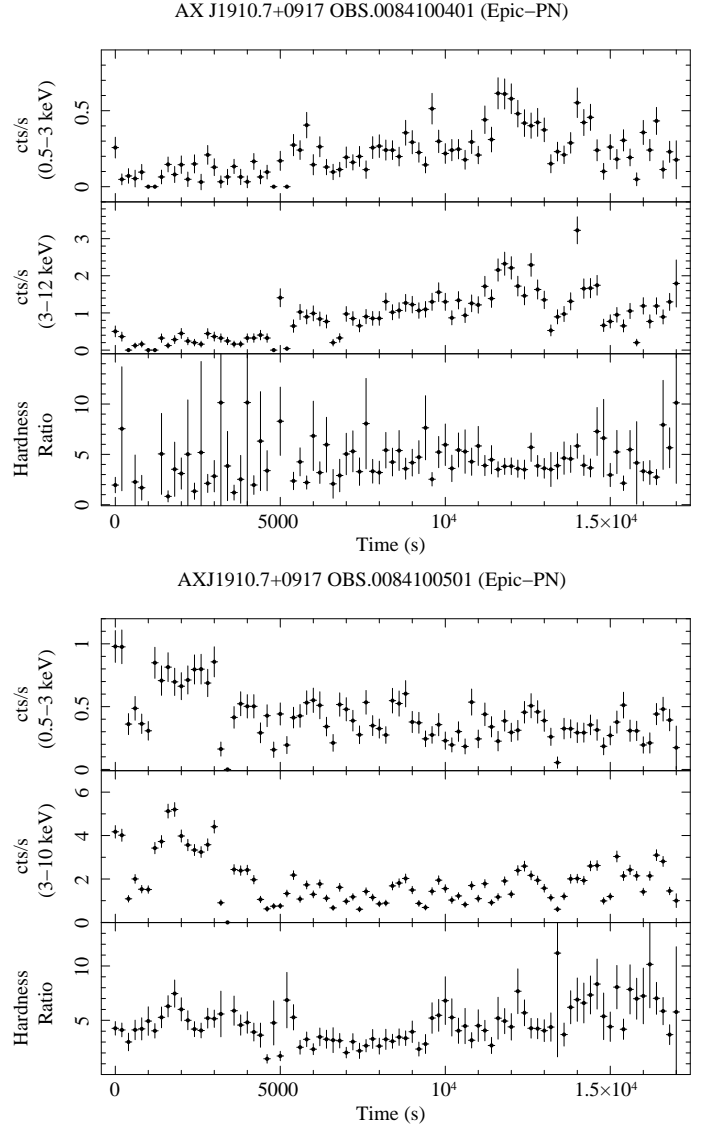 AX J1910.7+0917 OBS.0084100401 (Epic−PN)
cts/s
(0.5−3 keV)
0.5
0
cts/s
(3−12 keV)
3
2
1
0
Hardness
Ratio
10
5
0
0
5000
10⁴
1.5×10⁴
Time (s)
AXJ1910.7+0917 OBS.0084100501 (Epic−PN)
cts/s
(0.5−3 keV)
1
0.5
0
cts/s
(3−10 keV)
6
4
2
0
Hardness
Ratio
10
5
0
5000
10⁴
1.5×10⁴
Time (s)